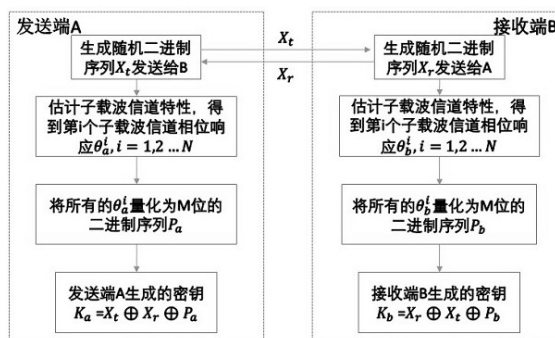 发送端A
生成随机二进制
序列X_t发送给B
估计子载波信道特性，得
到第i个子载波信道相位响
应θ_a^i, i = 1,2 … N
将所有的θ_a^i量化为M位的
二进制序列P_a
发送端A生成的密钥
K_a =X_t ⊕ X_r ⊕ P_a
X_t
X_r
接收端B
生成随机二进制
序列X_r发送给A
估计子载波信道特性，得
到第i个子载波信道相位响
应θ_b^i, i = 1,2 … N
将所有的θ_b^i量化为M位的
二进制序列P_b
接收端B生成的密钥
K_b =X_r ⊕ X_t ⊕ P_b